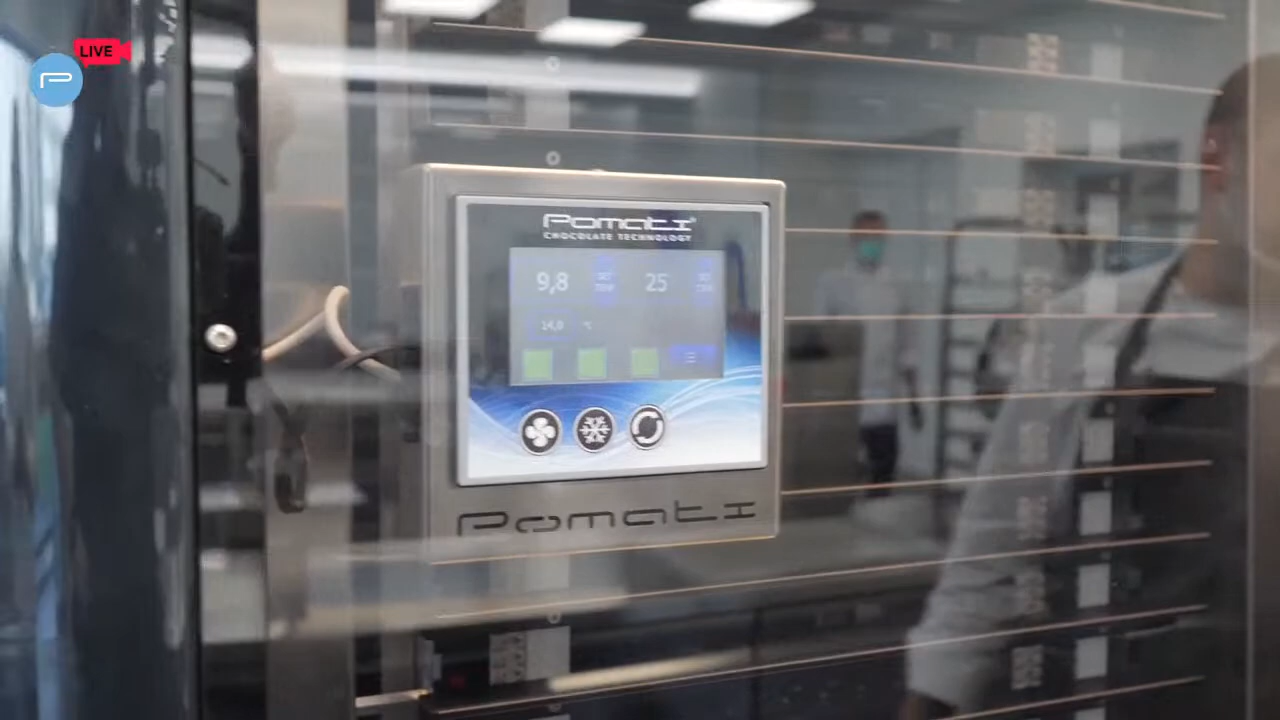 LIVE
Pomati®
CHOCOLATE TECHNOLOGY
9,8
25
14,0 °C
Pomati